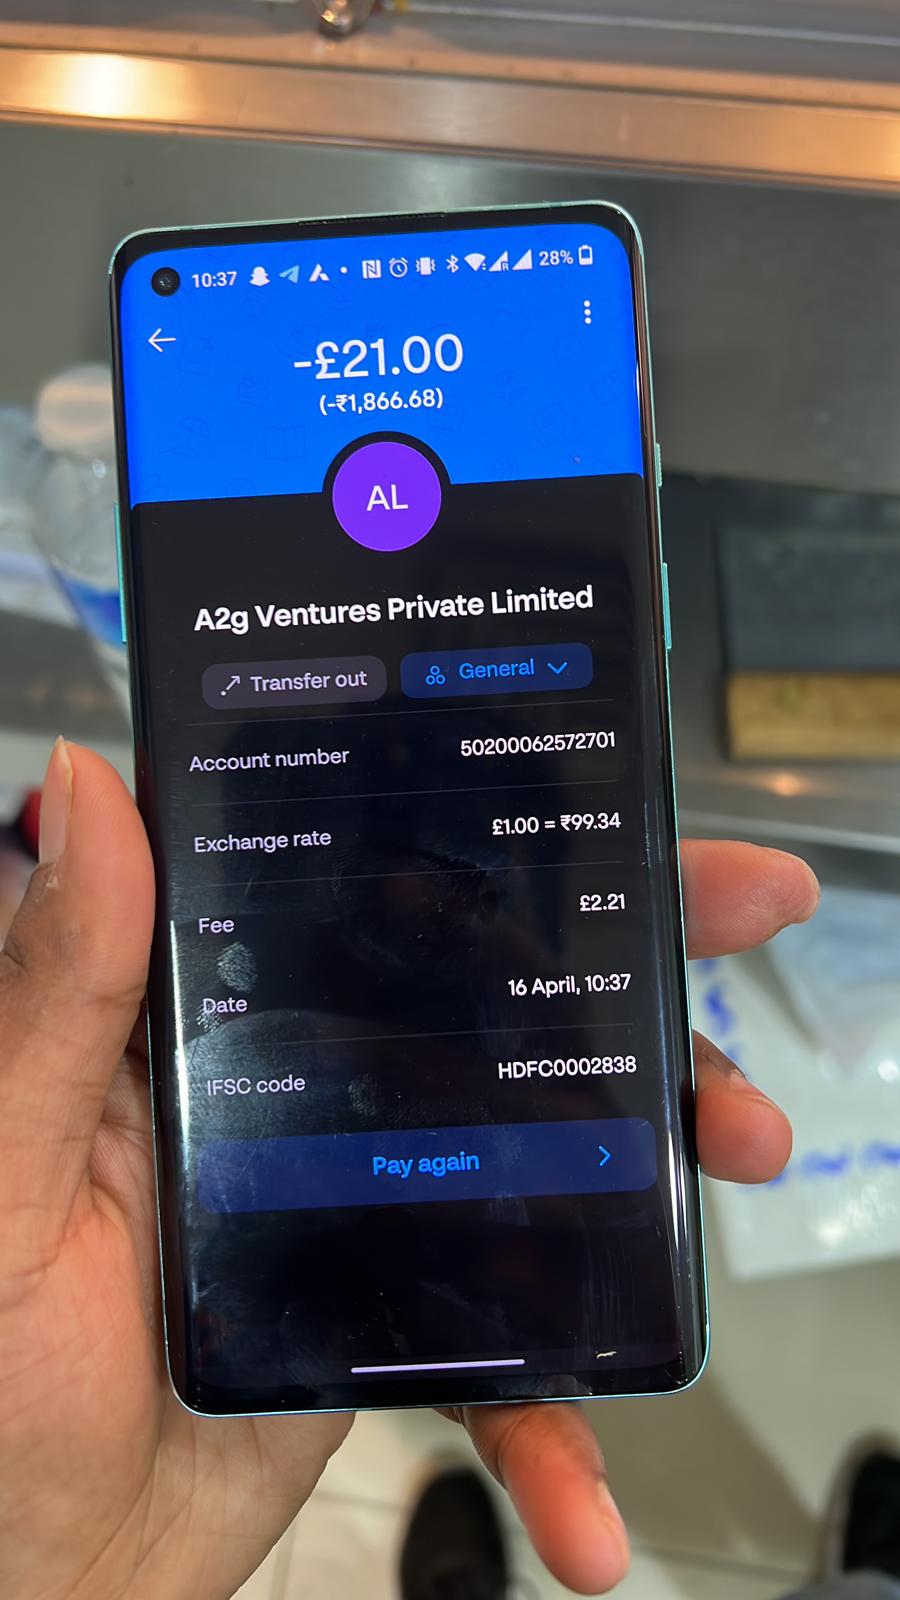 10:37 28%
-£21.00
(-₹1,866.68)
AL
A2g Ventures Private Limited
Transfer out General
Account number 50200062572701
Exchange rate £1.00 = ₹99.34
Fee £2.21
Date 16 April, 10:37
IFSC code HDFC0002838
Pay again